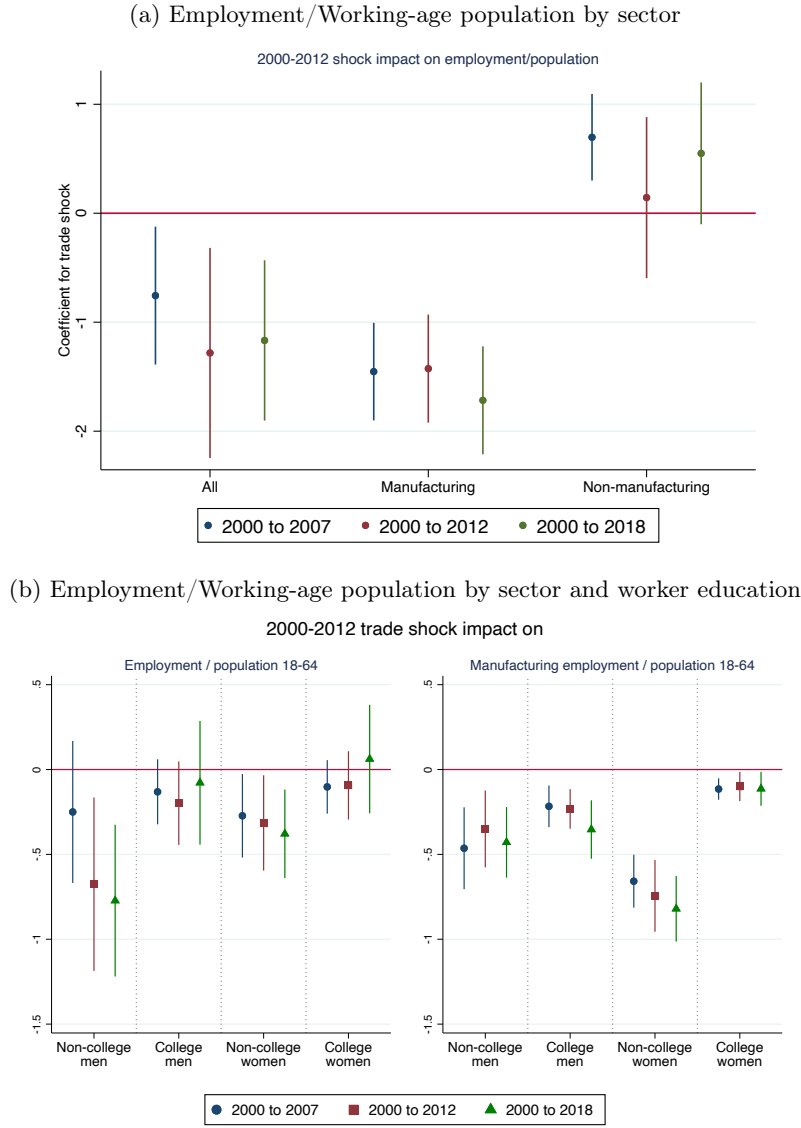 (a) Employment/Working-age population by sector
2000-2012 shock impact on employment/population
Coefficient for trade shock
1
0
-1
-2
All Manufacturing Non-manufacturing
2000 to 2007 2000 to 2012 2000 to 2018
(b) Employment/Working-age population by sector and worker education
2000-2012 trade shock impact on
Employment / population 18-64
.5
0
-.5
-1
-1.5
Non-college men
College men
Non-college women
College women
Manufacturing employment / population 18-64
.5
0
-.5
-1
-1.5
Non-college men
College men
Non-college women
College women
2000 to 2007 2000 to 2012 2000 to 2018